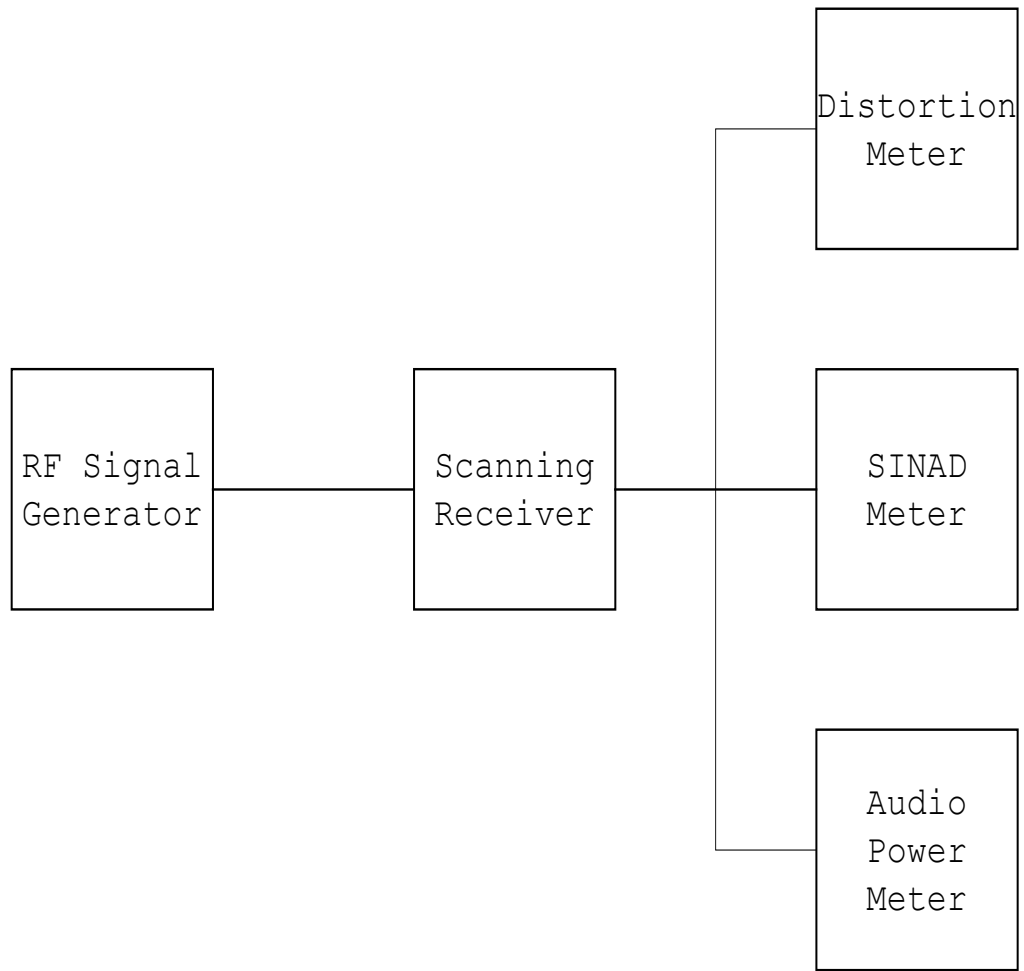 Distortion
Meter
RF Signal
Generator
Scanning
Receiver
SINAD
Meter
Audio
Power
Meter